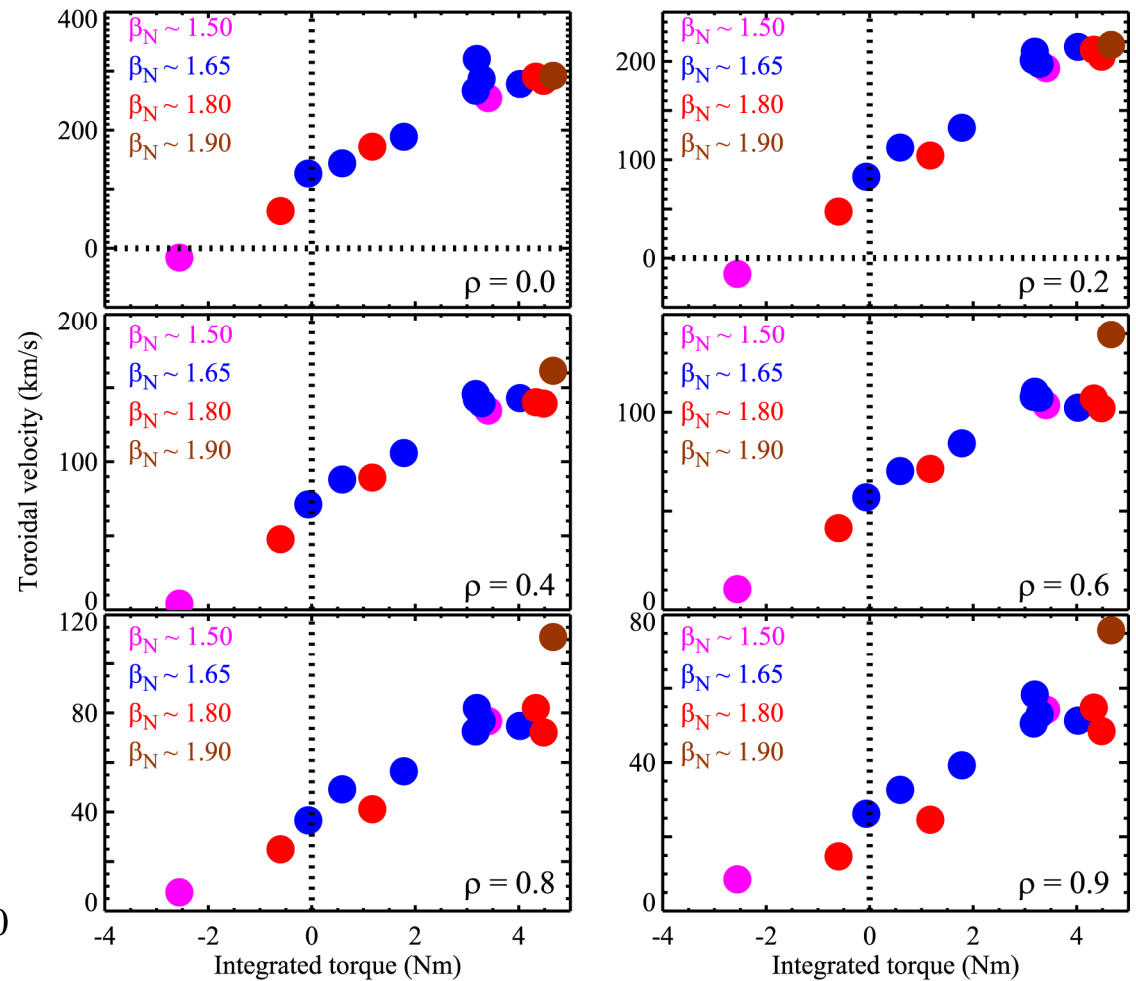 400
200
0
β_N ~ 1.50
β_N ~ 1.65
β_N ~ 1.80
β_N ~ 1.90
ρ = 0.0
200
100
0
β_N ~ 1.50
β_N ~ 1.65
β_N ~ 1.80
β_N ~ 1.90
ρ = 0.2
Toroidal velocity (km/s)
200
100
0
β_N ~ 1.50
β_N ~ 1.65
β_N ~ 1.80
β_N ~ 1.90
ρ = 0.4
100
0
β_N ~ 1.50
β_N ~ 1.65
β_N ~ 1.80
β_N ~ 1.90
ρ = 0.6
120
80
40
0
β_N ~ 1.50
β_N ~ 1.65
β_N ~ 1.80
β_N ~ 1.90
ρ = 0.8
-4 -2 0 2 4
Integrated torque (Nm)
80
40
0
β_N ~ 1.50
β_N ~ 1.65
β_N ~ 1.80
β_N ~ 1.90
ρ = 0.9
-4 -2 0 2 4
Integrated torque (Nm)